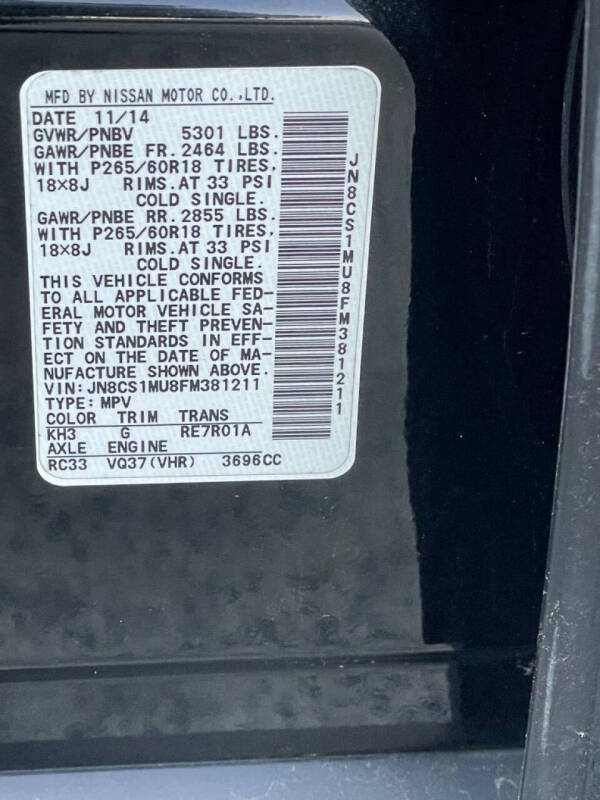 MFD BY NISSAN MOTOR CO.,LTD.
DATE 11/14
GVWR/PNBV 5301 LBS.
GAWR/PNBE FR. 2464 LBS.
WITH P265/60R18 TIRES,
18×8J RIMS. AT 33 PSI
COLD SINGLE.
GAWR/PNBE RR. 2855 LBS.
WITH P265/60R18 TIRES,
18×8J RIMS. AT 33 PSI
COLD SINGLE.
THIS VEHICLE CONFORMS
TO ALL APPLICABLE FED-
ERAL MOTOR VEHICLE SA-
FETY AND THEFT PREVEN-
TION STANDARDS IN EFF-
ECT ON THE DATE OF MA-
NUFACTURE SHOWN ABOVE.
VIN:JN8CS1MU8FM381211
TYPE:MPV
COLOR TRIM TRANS
KH3 G RE7R01A
AXLE ENGINE
RC33 VQ37(VHR) 3696CC
JN8CS1MU8FM381211